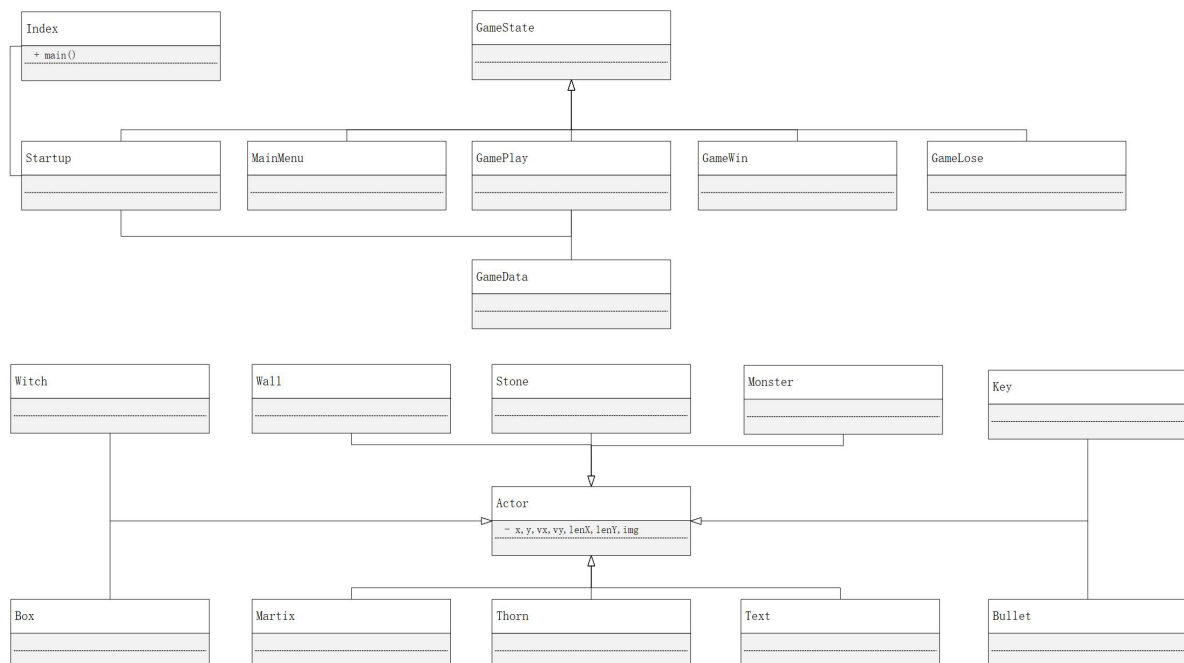 Index
+ main()
GameState
Startup
MainMenu
GamePlay
GameWin
GameLose
GameData
Witch
Wall
Stone
Monster
Key
Actor
- x,y,vx,vy,lenX,lenY,img
Box
Martix
Thorn
Text
Bullet